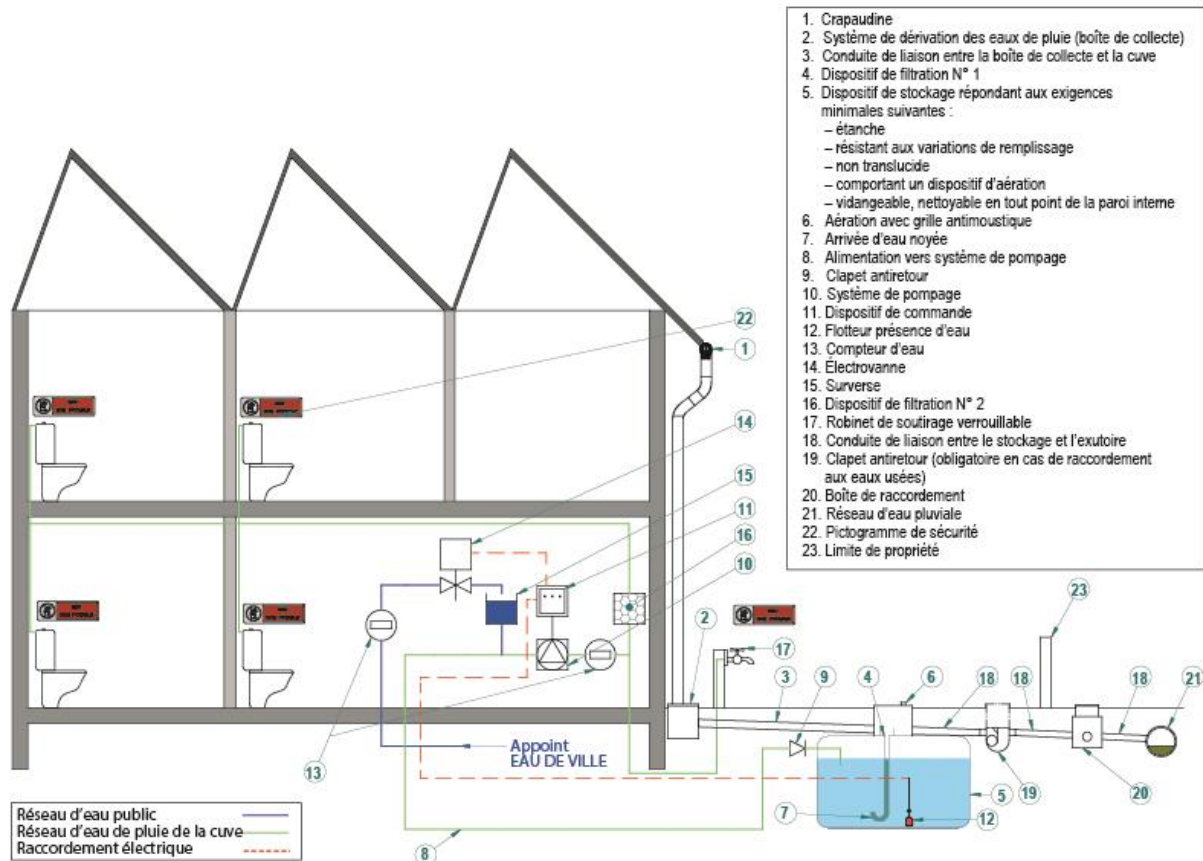 1. Crapaudine
2. Système de dérivation des eaux de pluie (boîte de collecte)
3. Conduite de liaison entre la boîte de collecte et la cuve
4. Dispositif de filtration N° 1
5. Dispositif de stockage répondant aux exigences
minimales suivantes :
– étanche
– résistant aux variations de remplissage
– non translucide
– comportant un dispositif d'aération
– vidangeable, nettoyable en tout point de la paroi interne
6. Aération avec grille antimoustique
7. Arrivée d'eau noyée
8. Alimentation vers système de pompage
9. Clapet antiretour
10. Système de pompage
11. Dispositif de commande
12. Flotteur présence d'eau
13. Compteur d'eau
14. Électrovanne
15. Surverse
16. Dispositif de filtration N° 2
17. Robinet de soutirage verrouillable
18. Conduite de liaison entre le stockage et l'exutoire
19. Clapet antiretour (obligatoire en cas de raccordement
aux eaux usées)
20. Boîte de raccordement
21. Réseau d'eau pluviale
22. Pictogramme de sécurité
23. Limite de propriété
22
1
14
15
11
16
10
2
17
23
3
9
4
6
18
18
18
21
13
Appoint
EAU DE VILLE
5
19
20
7
12
8
Réseau d'eau public
Réseau d'eau de pluie de la cuve
Raccordement électrique